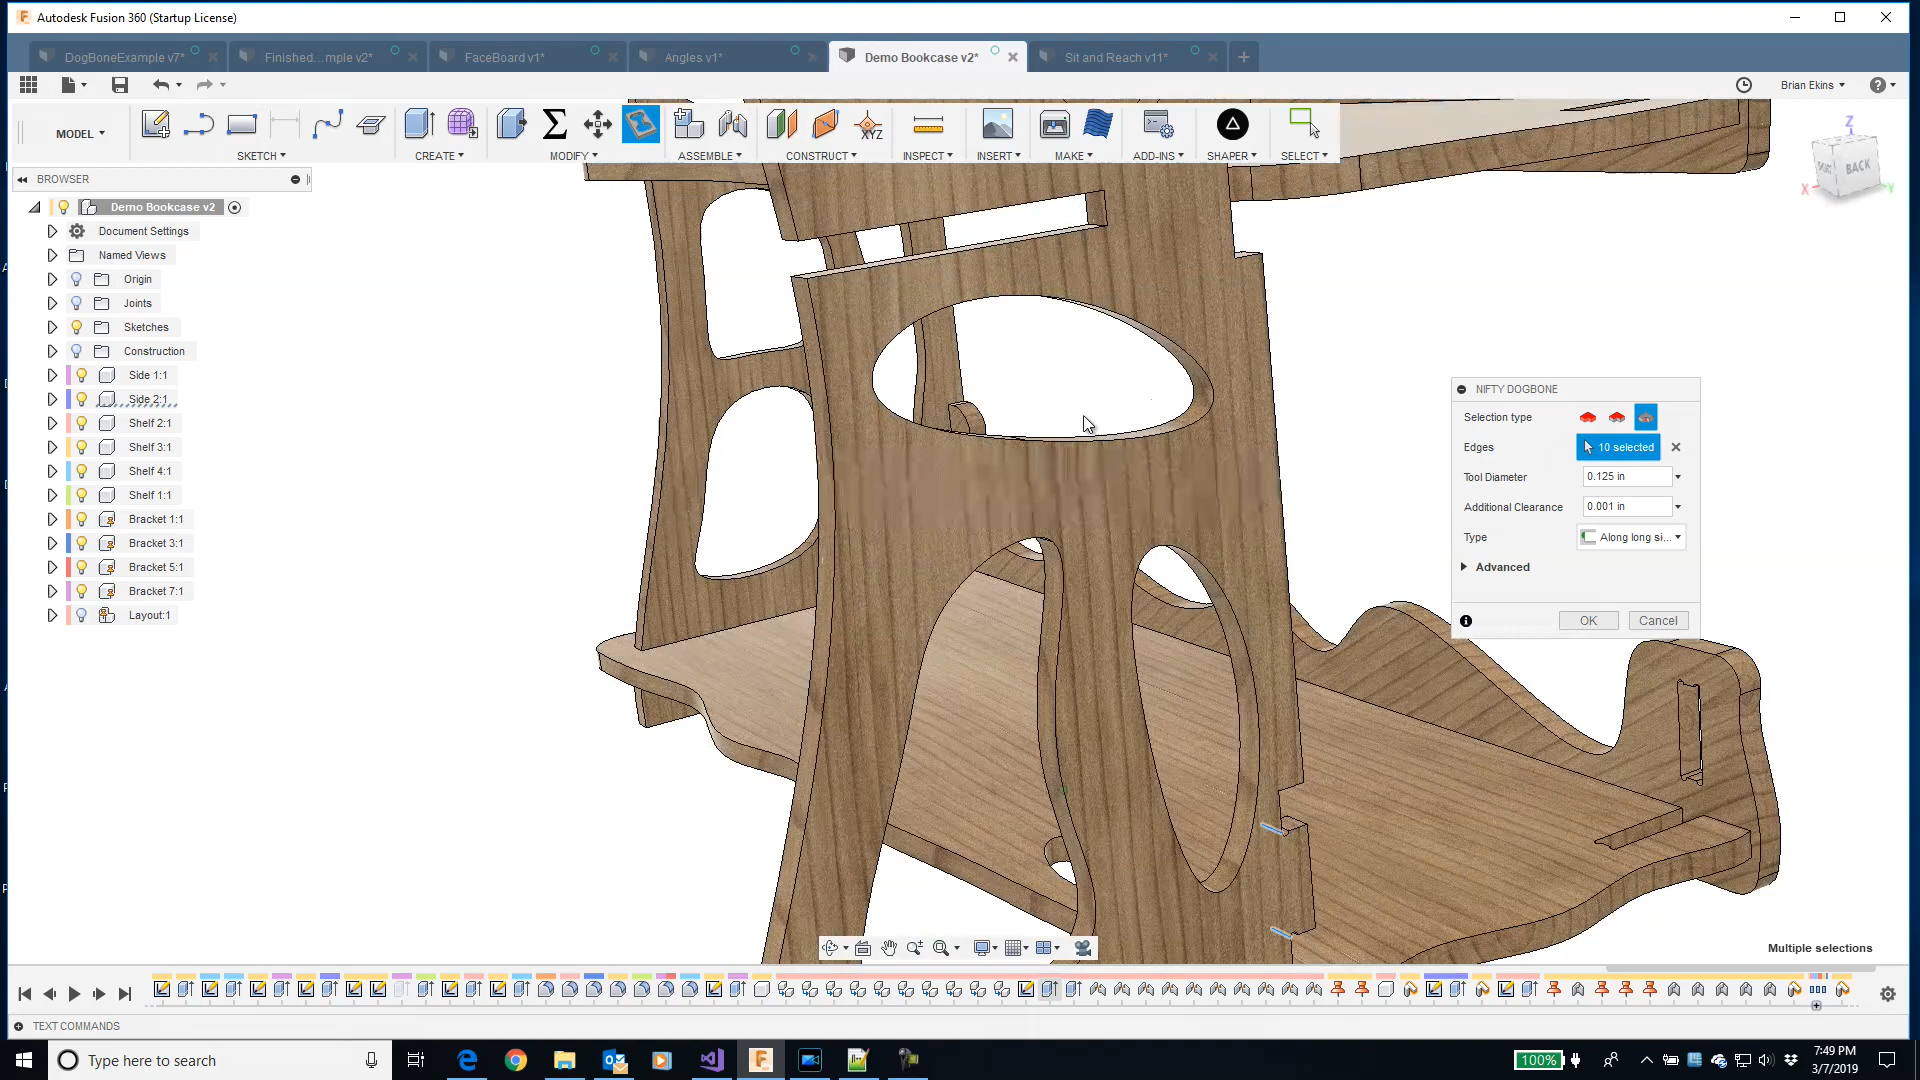 Autodesk Fusion 360 (Startup License)
DogBoneExample v7*
Finished....mple v2*
FaceBoard v1*
Angles v1*
Demo Bookcase v2*
Sit and Reach v11*
Brian Ekins
MODEL
SKETCH
CREATE
MODIFY
ASSEMBLE
CONSTRUCT
INSPECT
INSERT
MAKE
ADD-INS
SHAPER
SELECT
XYZ
Z
BACK
X
Y
BROWSER
Demo Bookcase v2
Document Settings
Named Views
Origin
Joints
Sketches
Construction
Side 1:1
Side 2:1
Shelf 2:1
Shelf 3:1
Shelf 4:1
Shelf 1:1
Bracket 1:1
Bracket 3:1
Bracket 5:1
Bracket 7:1
Layout:1
NIFTY DOGBONE
Selection type
Edges
10 selected
Tool Diameter
0.125 in
Additional Clearance
0.001 in
Type
Along long si...
Advanced
OK
Cancel
Multiple selections
TEXT COMMANDS
Type here to search
100%
7:49 PM
3/7/2019